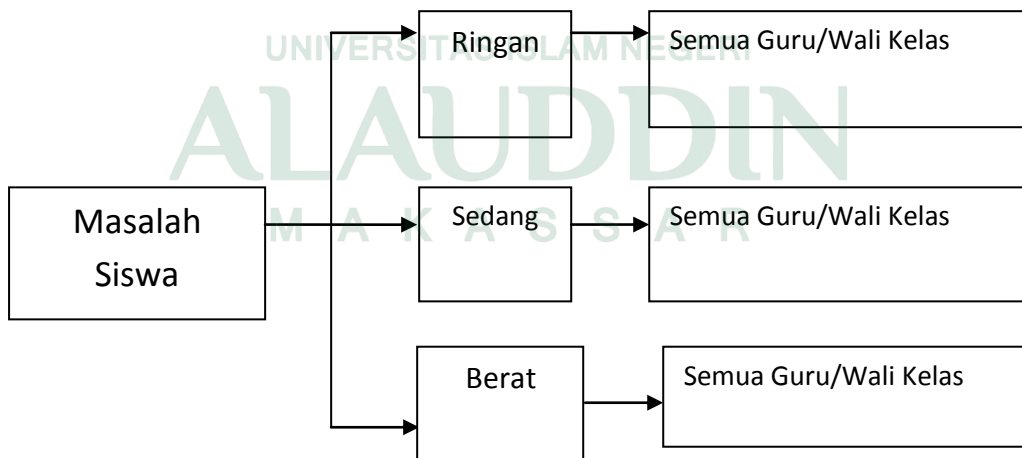 UNIVERSITAS ISLAM NEGERI
ALAUDDIN
MAKASSAR
Masalah
Siswa
Ringan
Semua Guru/Wali Kelas
Sedang
Semua Guru/Wali Kelas
Berat
Semua Guru/Wali Kelas